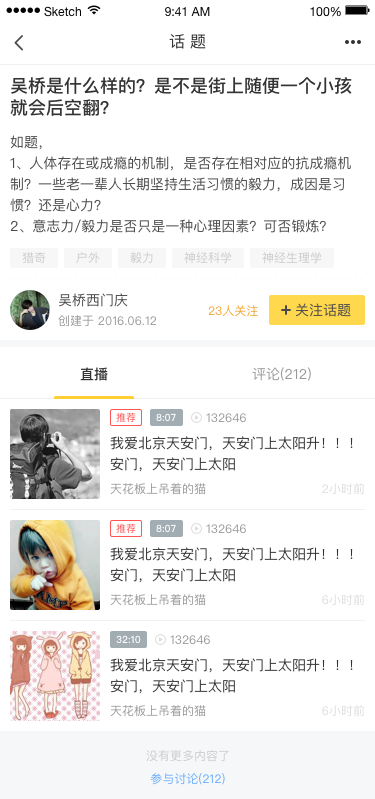 Sketch 9:41 AM 100%
话 题
吴桥是什么样的？是不是街上随便一个小孩
就会后空翻？
如题，
1、人体存在或成瘾的机制，是否存在相对应的抗成瘾机
制？一些老一辈人长期坚持生活习惯的毅力，成因是习
惯？还是心力？
2、意志力/毅力是否只是一种心理因素？可否锻炼？
猎奇 户外 毅力 神经科学 神经生理学
吴桥西门庆
创建于 2016.06.12
23人关注
+ 关注话题
直播 评论(212)
推荐 8:07 132646
我爱北京天安门，天安门上太阳升！！！
安门，天安门上太阳
天花板上吊着的猫 2小时前
推荐 8:07 132646
我爱北京天安门，天安门上太阳升！！！
安门，天安门上太阳
天花板上吊着的猫 6小时前
32:10 132646
我爱北京天安门，天安门上太阳升！！！
安门，天安门上太阳
天花板上吊着的猫 6小时前
没有更多内容了
参与讨论(212)